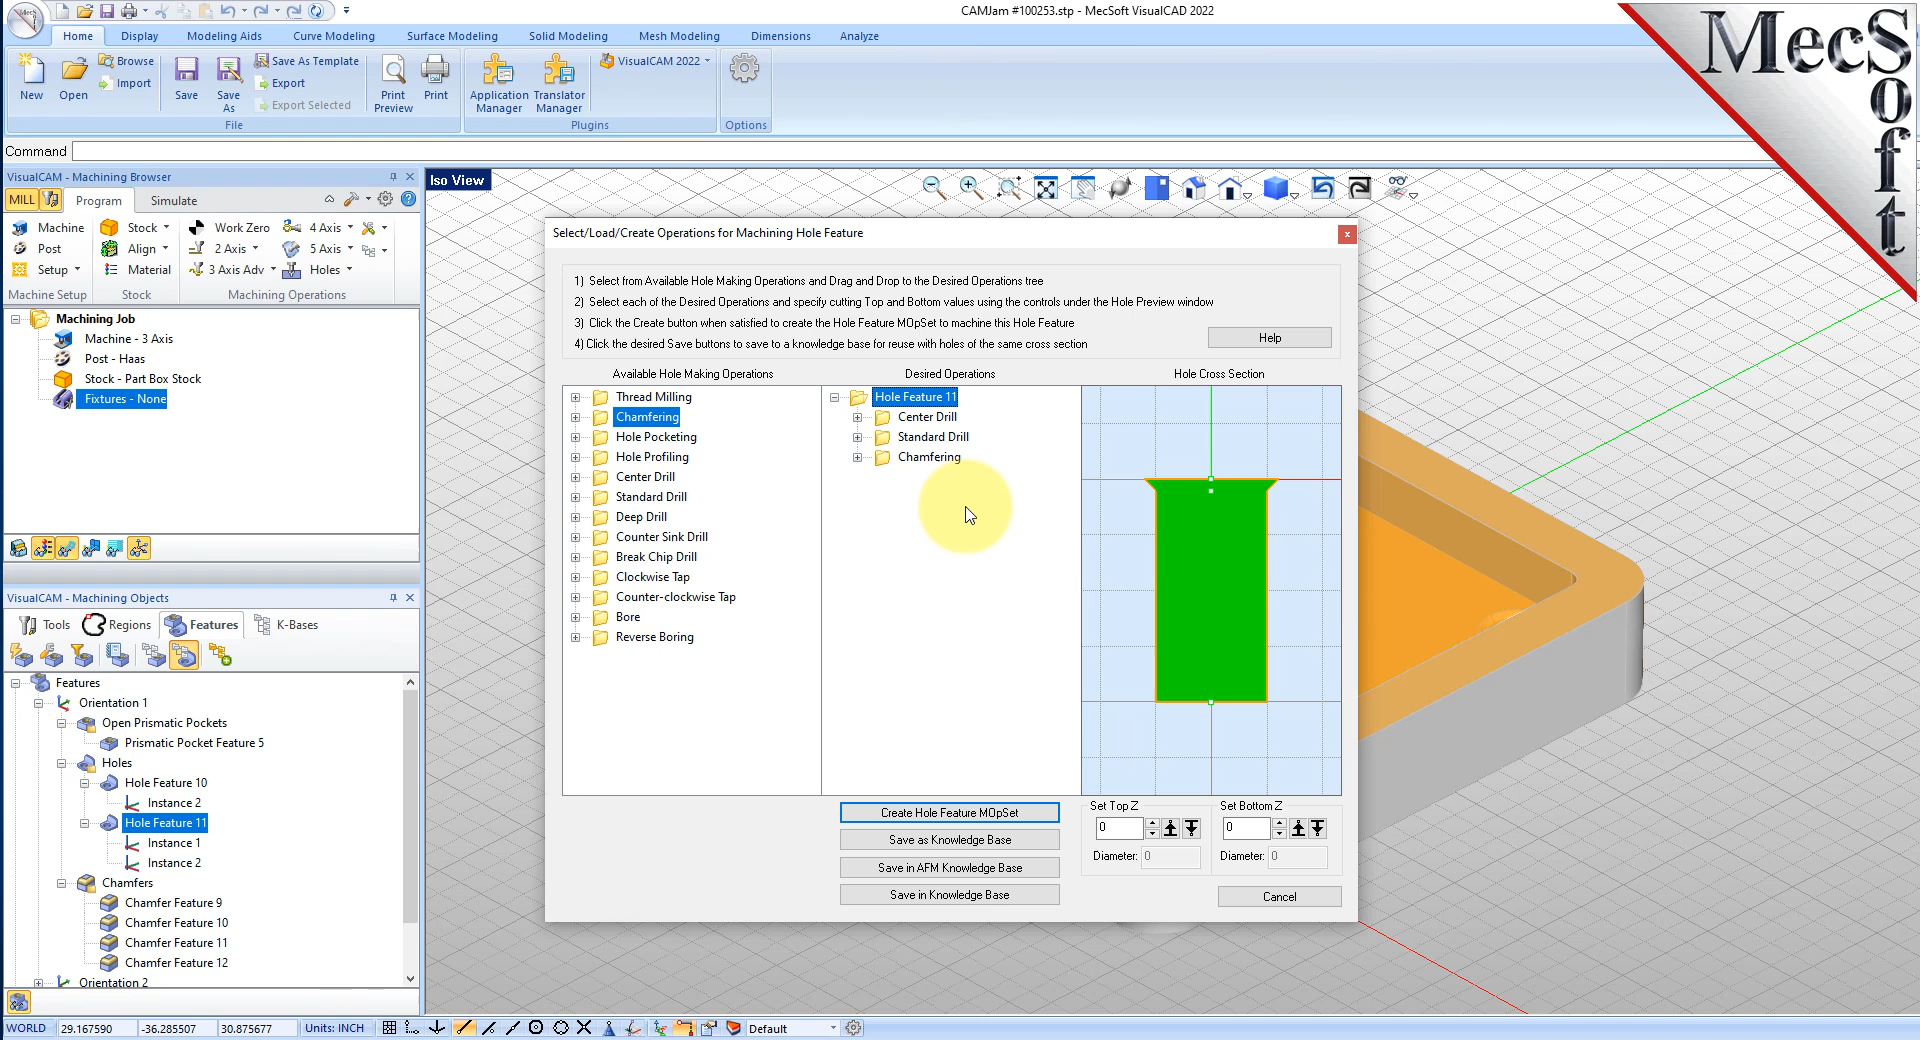 CAMJam #100253.stp - MecSoft VisualCAD 2022
MecSoft
Home Display Modeling Aids Curve Modeling Surface Modeling Solid Modeling Mesh Modeling Dimensions Analyze
New
Open
Browse
Import
Save
Save As
Save As Template
Export
Export Selected
Print Preview
Print
File
Application Manager
Translator Manager
VisualCAM 2022
Plugins
Options
Command
VisualCAM - Machining Browser
MILL Program Simulate
Machine
Post
Setup
Machine Setup
Stock
Align
Material
Stock
Work Zero
2 Axis
3 Axis Adv
4 Axis
5 Axis
Holes
Machining Operations
Machining Job
Machine - 3 Axis
Post - Haas
Stock - Part Box Stock
Fixtures - None
VisualCAM - Machining Objects
Tools Regions Features K-Bases
Features
Orientation 1
Open Prismatic Pockets
Prismatic Pocket Feature 5
Holes
Hole Feature 10
Instance 2
Hole Feature 11
Instance 1
Instance 2
Chamfers
Chamfer Feature 9
Chamfer Feature 10
Chamfer Feature 11
Chamfer Feature 12
Orientation 2
Iso View
Select/Load/Create Operations for Machining Hole Feature
x
1) Select from Available Hole Making Operations and Drag and Drop to the Desired Operations tree
2) Select each of the Desired Operations and specify cutting Top and Bottom values using the controls under the Hole Preview window
3) Click the Create button when satisfied to create the Hole Feature MOpSet to machine this Hole Feature
4) Click the desired Save buttons to save to a knowledge base for reuse with holes of the same cross section
Help
Available Hole Making Operations
Thread Milling
Chamfering
Hole Pocketing
Hole Profiling
Center Drill
Standard Drill
Deep Drill
Counter Sink Drill
Break Chip Drill
Clockwise Tap
Counter-clockwise Tap
Bore
Reverse Boring
Desired Operations
Hole Feature 11
Center Drill
Standard Drill
Chamfering
Hole Cross Section
Create Hole Feature MOpSet
Save as Knowledge Base
Save in AFM Knowledge Base
Save in Knowledge Base
Set Top Z
0
Diameter: 0
Set Bottom Z
0
Diameter: 0
Cancel
WORLD 29.167590 -36.285507 30.875677 Units: INCH Default